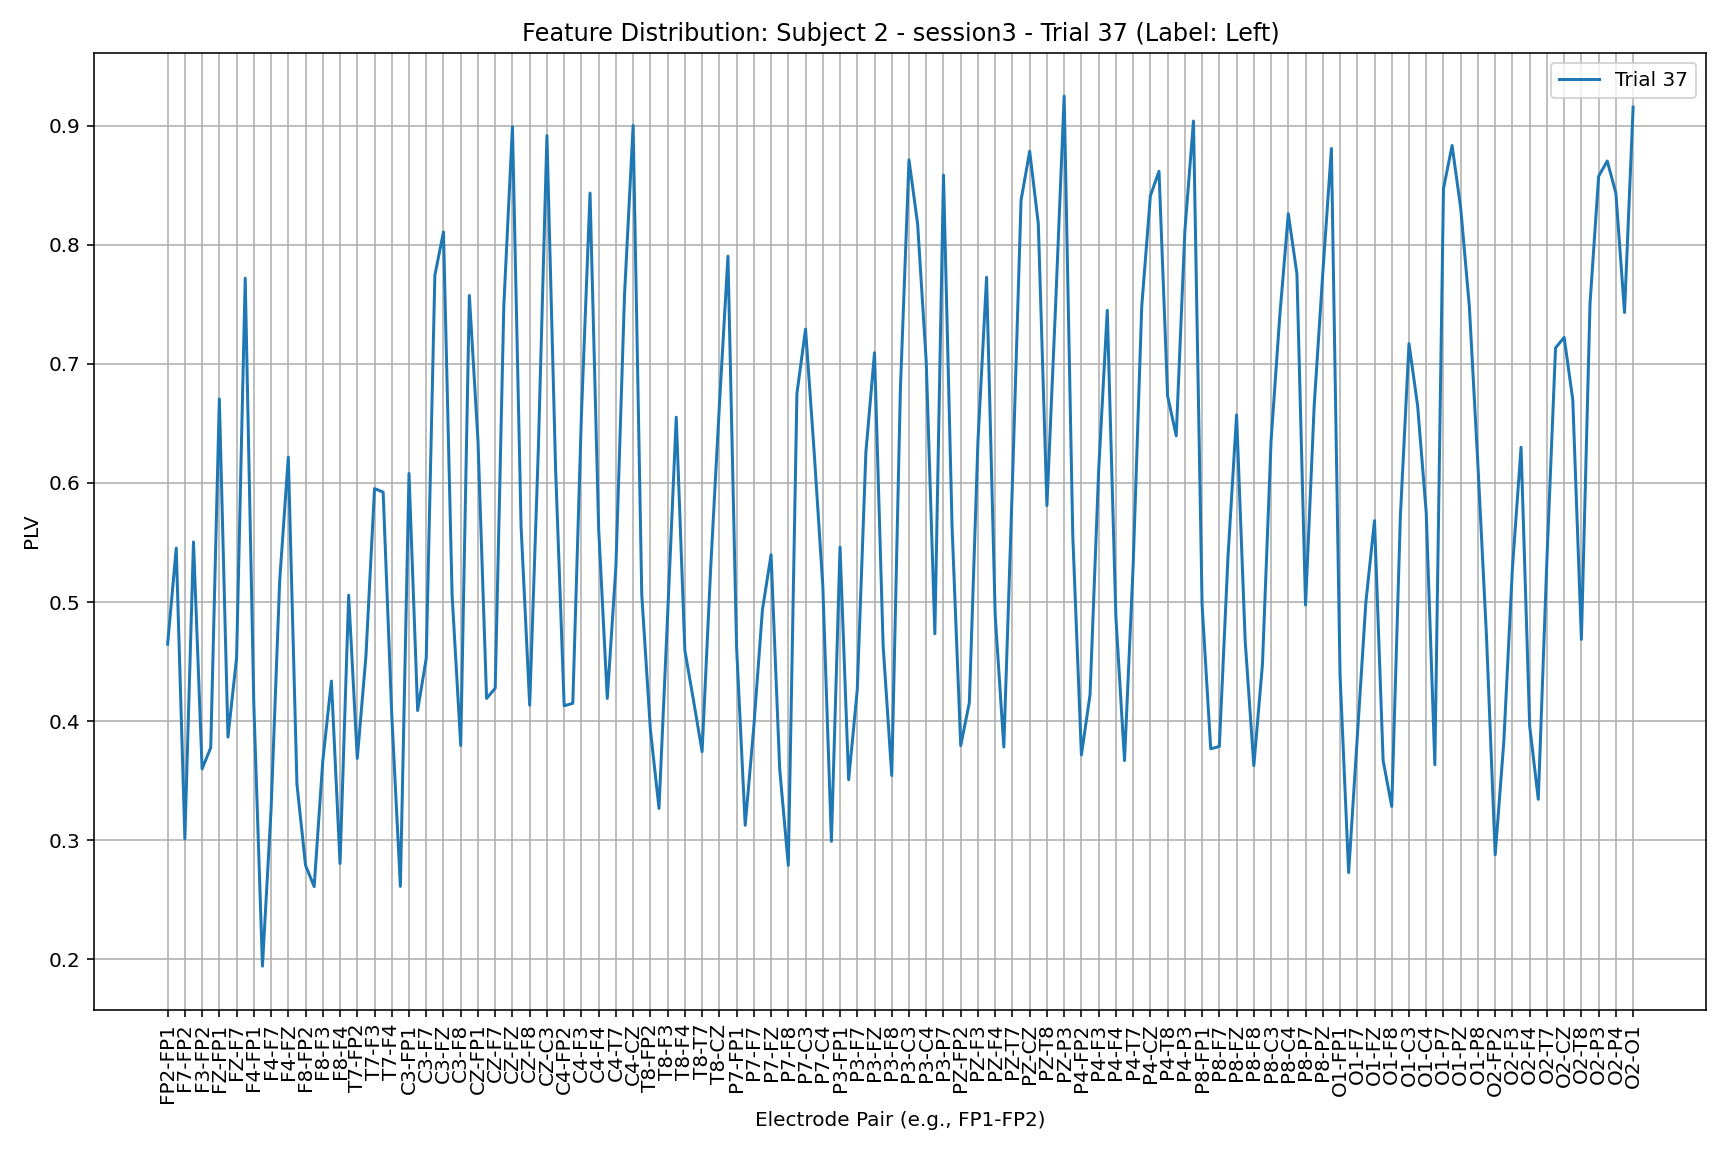 Feature Distribution: Subject 2 - session3 - Trial 37 (Label: Left)
Trial 37
PLV
0.9
0.8
0.7
0.6
0.5
0.4
0.3
0.2
FP2-FP1
F7-FP2
F3-FP2
FZ-FP1
FZ-F7
F4-FP1
F4-F7
F4-FZ
F8-FP2
F8-F3
F8-F4
T7-FP2
T7-F3
T7-F4
C3-FP1
C3-F7
C3-FZ
C3-F8
CZ-FP1
CZ-F7
CZ-FZ
CZ-F8
CZ-C3
C4-FP2
C4-F3
C4-F4
C4-T7
C4-CZ
T8-FP2
T8-F3
T8-F4
T8-T7
T8-CZ
P7-FP1
P7-F7
P7-FZ
P7-F8
P7-C3
P7-C4
P3-FP1
P3-F7
P3-FZ
P3-F8
P3-C3
P3-C4
P3-P7
PZ-FP2
PZ-F3
PZ-F4
PZ-T7
PZ-CZ
PZ-T8
PZ-P3
P4-FP2
P4-F3
P4-F4
P4-T7
P4-CZ
P4-T8
P4-P3
P8-FP1
P8-F7
P8-FZ
P8-F8
P8-C3
P8-C4
P8-P7
P8-PZ
O1-FP1
O1-F7
O1-FZ
O1-F8
O1-C3
O1-C4
O1-P7
O1-PZ
O1-P8
O2-FP2
O2-F3
O2-F4
O2-T7
O2-CZ
O2-T8
O2-P3
O2-P4
O2-O1
Electrode Pair (e.g., FP1-FP2)